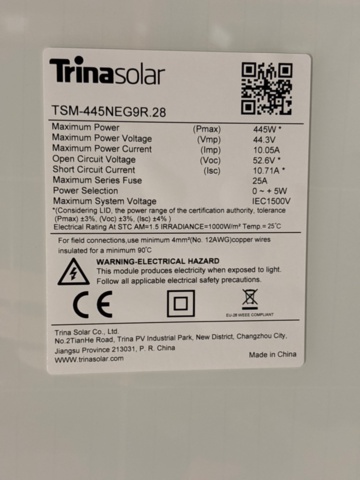 Trinasolar
TSM-445NEG9R.28
Maximum Power (Pmax) 445W *
Maximum Power Voltage (Vmp) 44.3V
Maximum Power Current (Imp) 10.05A
Open Circuit Voltage (Voc) 52.6V *
Short Circuit Current (Isc) 10.71A *
Maximum Series Fuse 25A
Power Selection 0 ~ +5W
Maximum System Voltage IEC1500V
*(Considering LID, the power range of the certification authority, tolerance
(Pmax) ±3%, (Voc) ±3%, (Isc) ±4% )
Electrical Rating At STC AM=1.5 IRRADIANCE=1000W/m² Temp.=25℃
For field connections,use minimum 4mm²(No. 12AWG)copper wires
insulated for a minimum 90℃
WARNING-ELECTRICAL HAZARD
This module produces electricity when exposed to light.
Follow all applicable electrical safety precautions.
CE
EU-28 WEEE COMPLIANT
Trina Solar Co., Ltd.
No.2TianHe Road, Trina PV Industrial Park, New District, Changzhou City,
Jiangsu Province 213031, P. R. China
WWW.trinasolar.com
Made in China